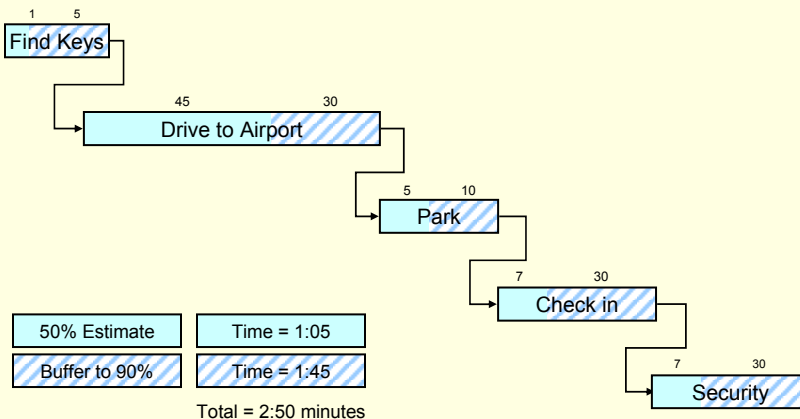 1 5
Find Keys
45 30
Drive to Airport
5 10
Park
7 30
Check in
50% Estimate Time = 1:05
Buffer to 90% Time = 1:45
7 30
Security
Total = 2:50 minutes